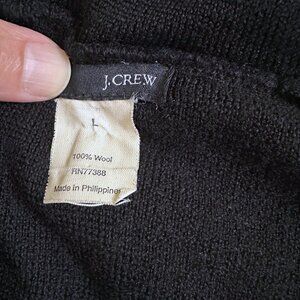 J.CREW
L
100% Wool
RN77388
Made in Philippines